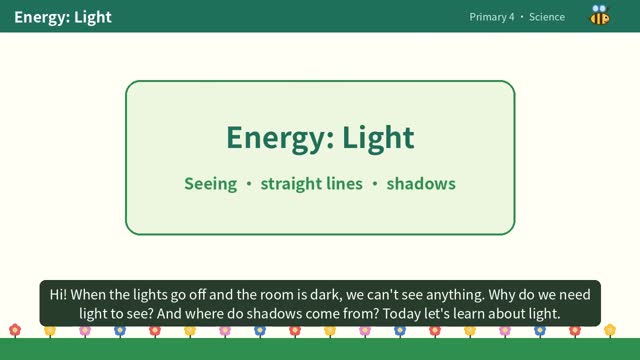 Energy: Light
Primary 4 • Science
Energy: Light
Seeing • straight lines • shadows
Hi! When the lights go off and the room is dark, we can't see anything. Why do we need
light to see? And where do shadows come from? Today let's learn about light.